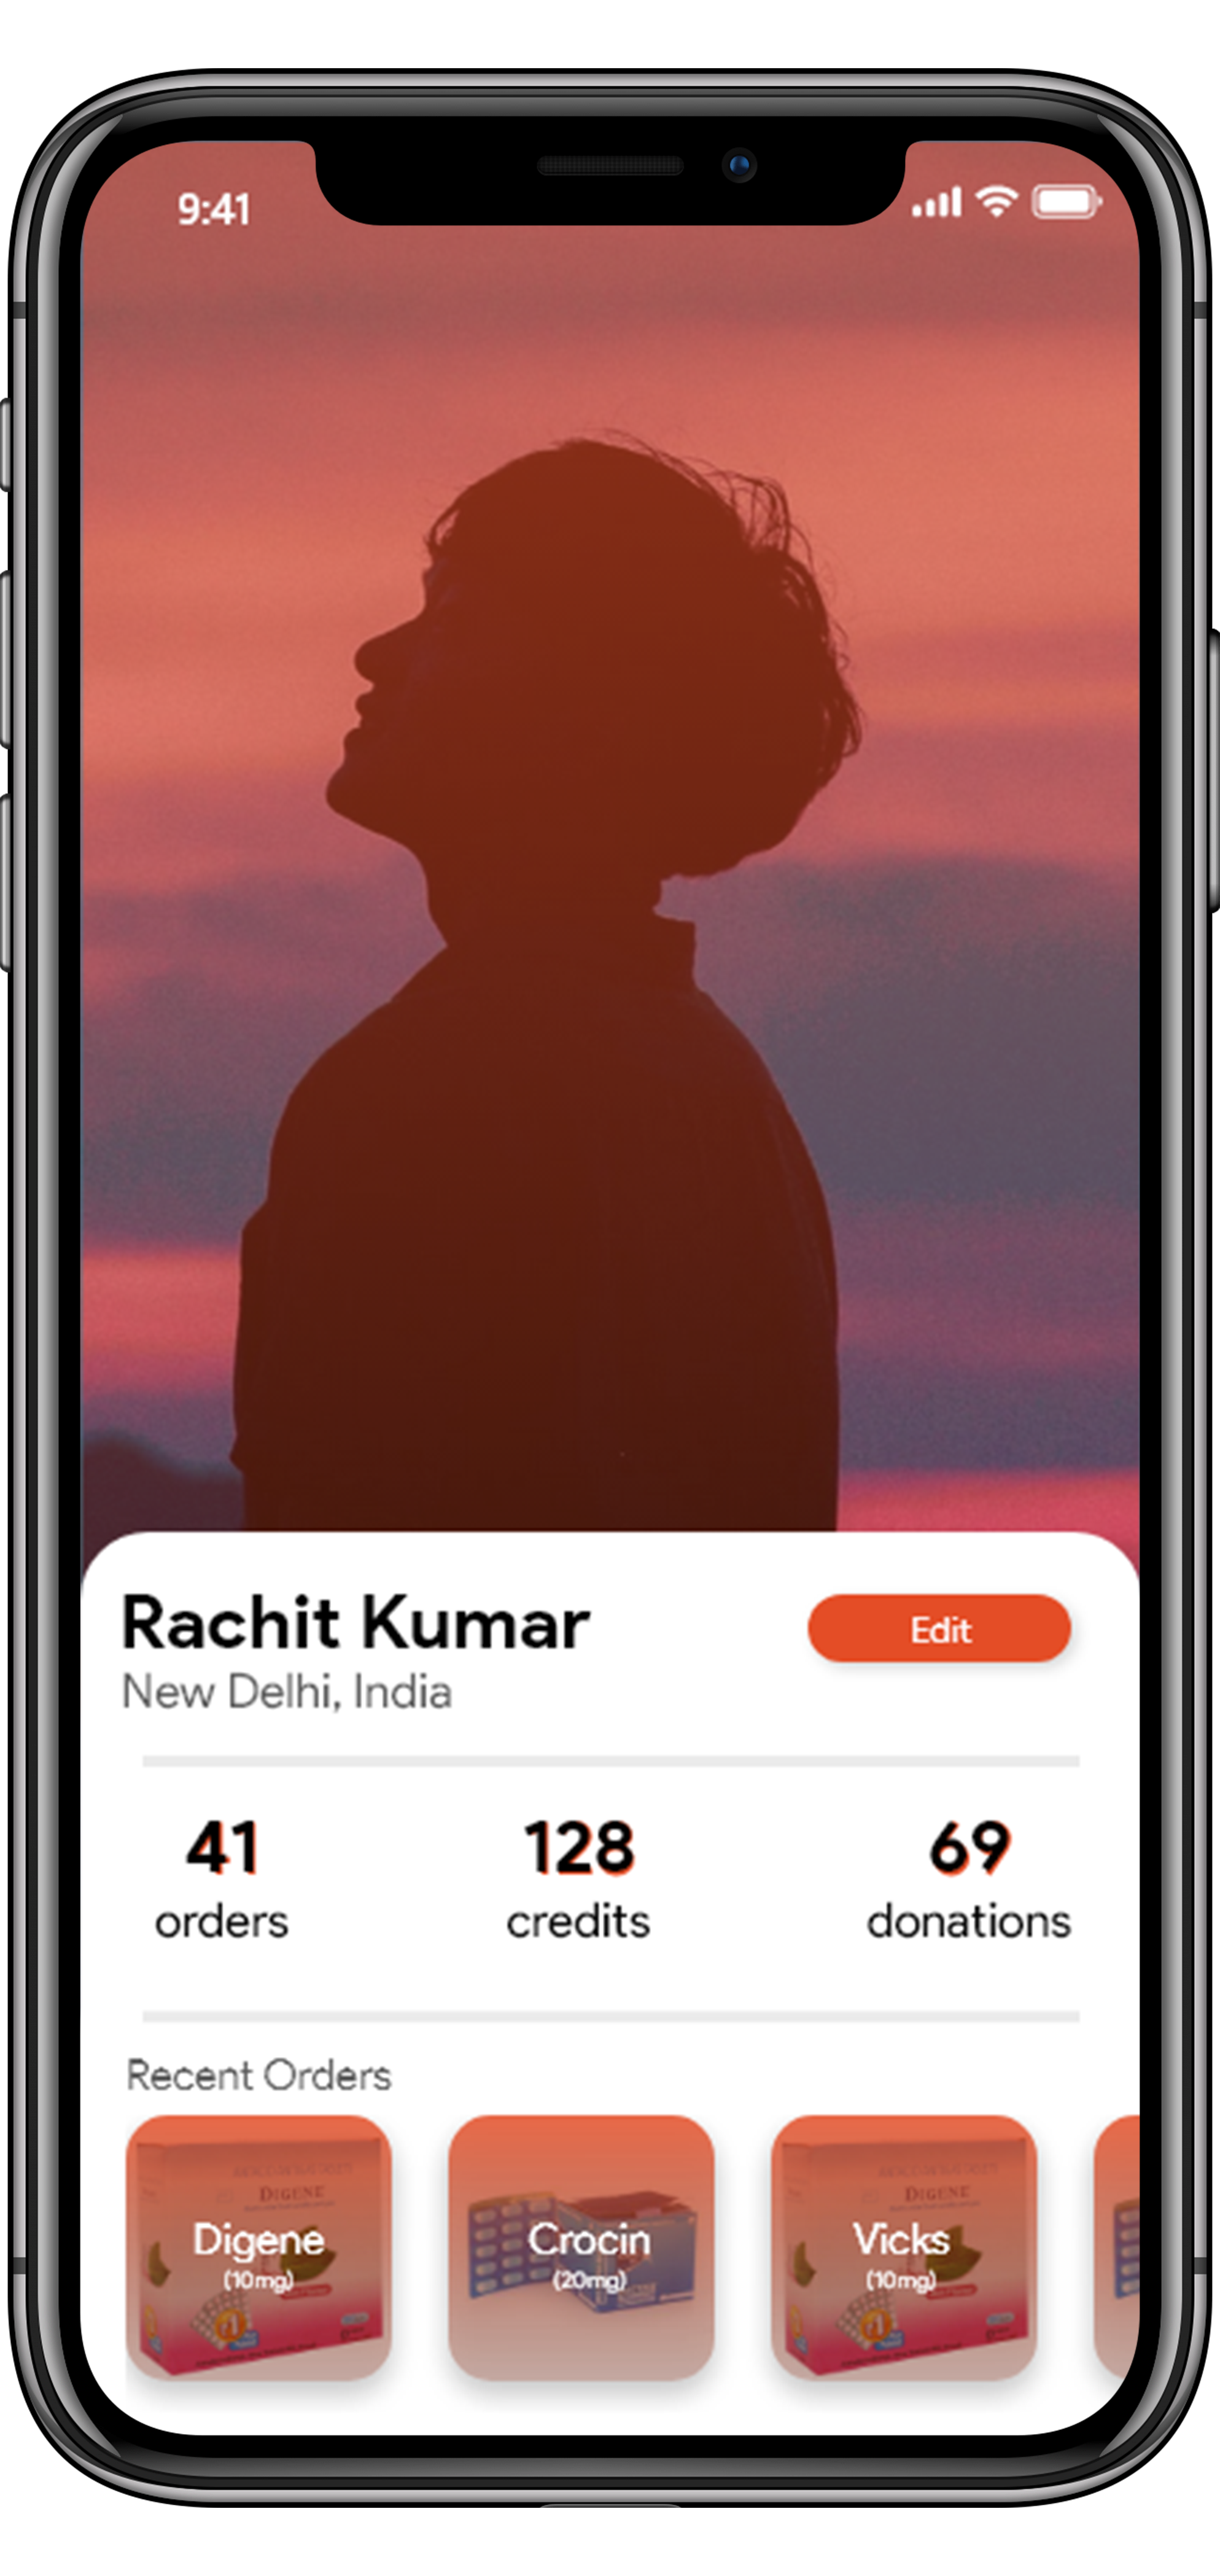 9:41
Rachit Kumar
Edit
New Delhi, India
41
128
69
orders
credits
donations
Recent Orders
DIGENE
Digene
(10mg)
Crocin
(20mg)
DIGENE
Vicks
(10mg)